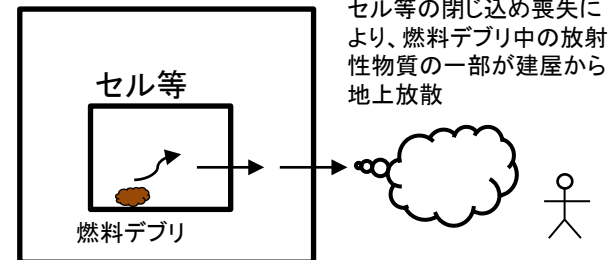 セル等の閉じ込め喪失に
より、燃料デブリ中の放射
性物質の一部が建屋から
地上放散
セル等
燃料デブリ